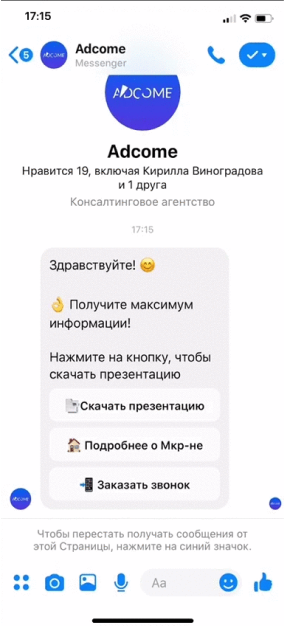 17:15
5
Adcome
Messenger
ADCOME
ADCOME
Adcome
Нравится 19, включая Кирилла Виноградова
и 1 друга
Консалтинговое агентство
17:15
Здравствуйте! 😊
👌 Получите максимум
информации!
Нажмите на кнопку, чтобы
скачать презентацию
Скачать презентацию
Подробнее о Мкр-не
Заказать звонок
Чтобы перестать получать сообщения от
этой Страницы, нажмите на синий значок.
Aa